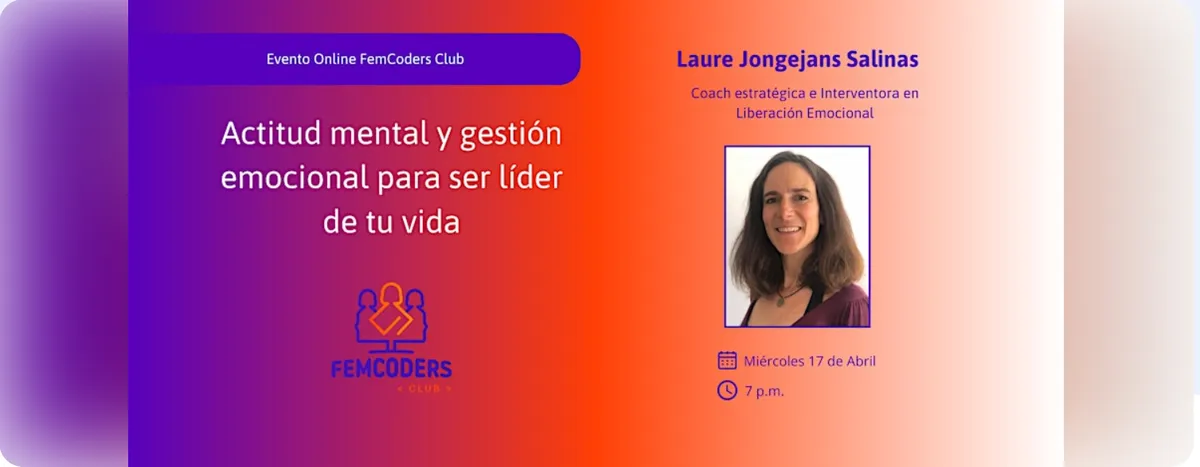 Evento Online FemCoders Club
Actitud mental y gestión
emocional para ser líder
de tu vida
FEMCODERS
< CLUB >
Laure Jongejans Salinas
Coach estratégica e Interventora en
Liberación Emocional
Miércoles 17 de Abril
7 p.m.